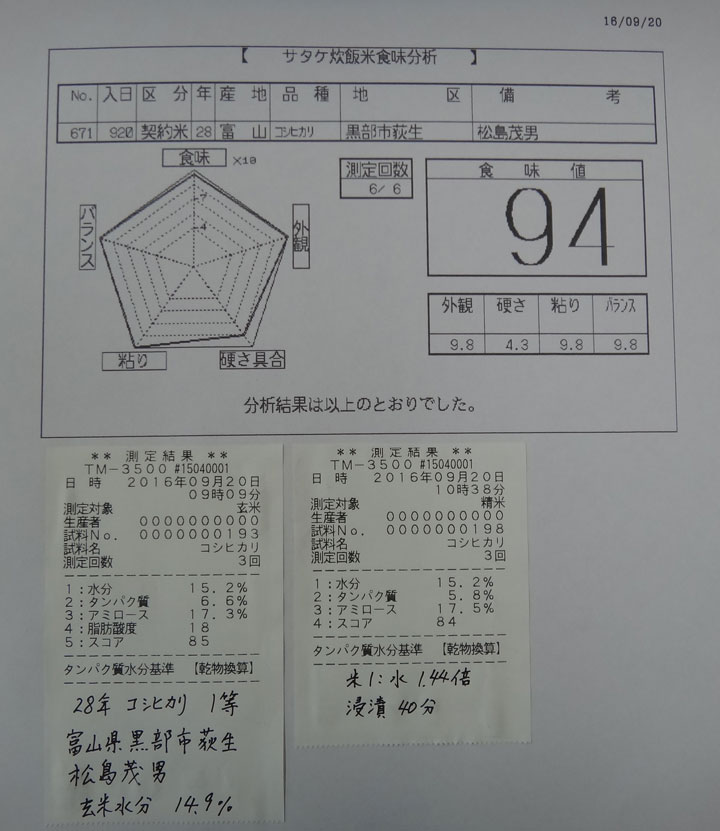 16/09/20
【 サタケ炊飯米食味分析 】
No. 入日 区分 年 産地 品種 地区 備考
671 920 契約米 28 富山 コシヒカリ 黒部市荻生 松島茂男
食味 ×10
7
4
バランス
外観
粘り
硬さ具合
測定回数
6/ 6
食味値
94
外観 硬さ 粘り バランス
9.8 4.3 9.8 9.8
分析結果は以上のとおりでした。
** 測定結果 **
TM-3500 #15040001
日 時 2016年09月20日
09時09分
測定対象 玄米
生産者 0000000000
試料No. 0000000193
試料名 コシヒカリ
測定回数 3回
1:水分 15.2%
2:タンパク質 6.6%
3:アミロース 17.3%
4:脂肪酸度 18
5:スコア 85
タンパク質水分基準 【乾物換算】
28年 コシヒカリ 1等
富山県黒部市荻生
松島茂男
玄米水分 14.9%
** 測定結果 **
TM-3500 #15040001
日 時 2016年09月20日
10時38分
測定対象 精米
生産者 0000000000
試料No. 0000000198
試料名 コシヒカリ
測定回数 3回
1:水分 15.2%
2:タンパク質 5.8%
3:アミロース 17.5%
4:スコア 84
タンパク質水分基準 【乾物換算】
米1:水1.44倍
浸漬 40分